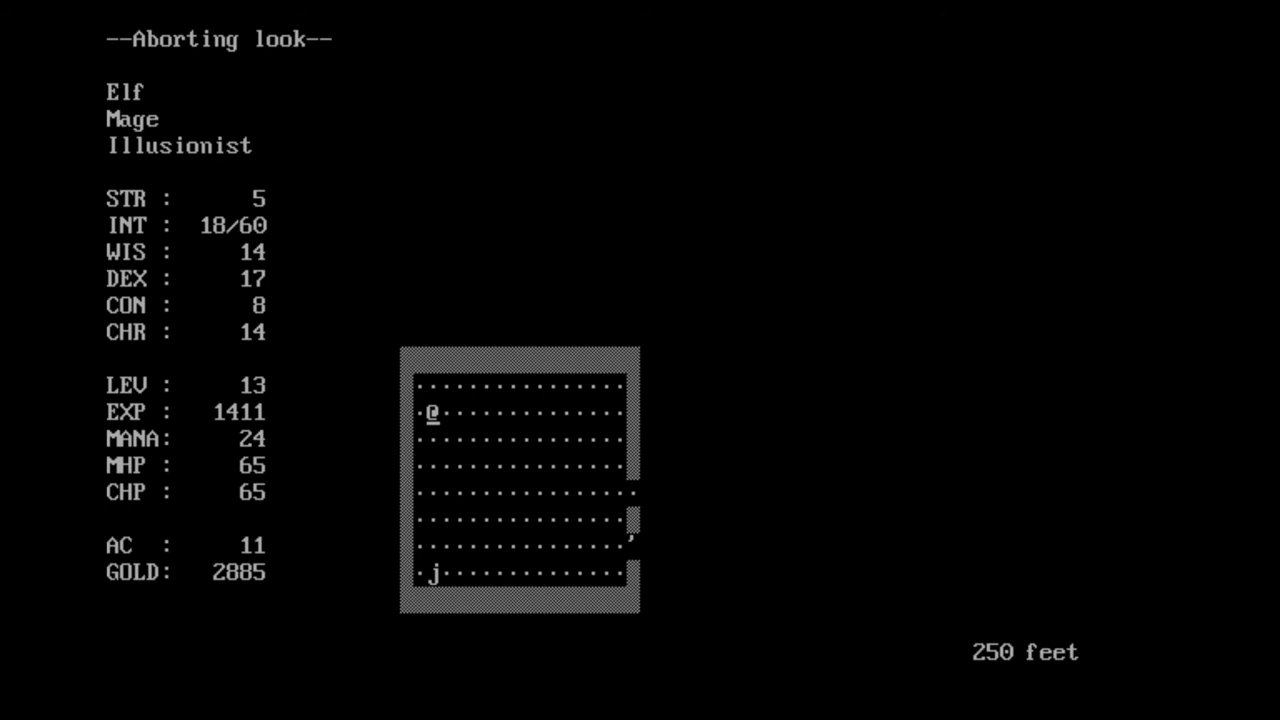 --Aborting look--
Elf
Mage
Illusionist
STR : 5
INT : 18/60
WIS : 14
DEX : 17
CON : 8
CHR : 14
LEV : 13
EXP : 1411
MANA: 24
MHP : 65
CHP : 65
AC : 11
GOLD: 2885
................
.@..............
................
................
.................
................
................'
.j..............
250 feet